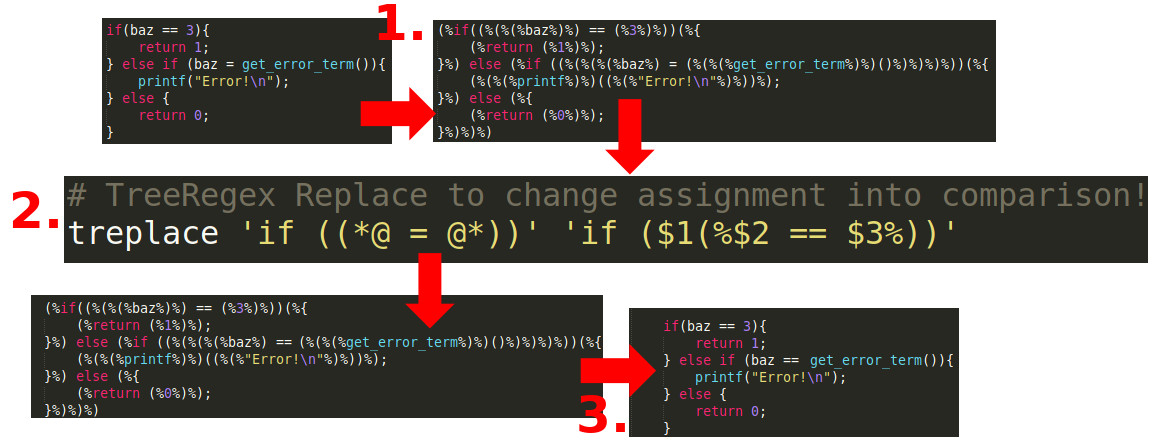 if(baz == 3){
    return 1;
} else if (baz = get_error_term()){
    printf("Error!\n");
} else {
    return 0;
}
1.
(%if((%(%(%baz%)%) == (%3%)%))(%{
    (%return (%1%)%);
}%) else (%if ((%(%(%(%baz%) = (%(%(%get_error_term%)%)()%)%)%)%))(%{
    (%(%(%printf%)%)((%(%"Error!\n"%)%))%);
}%) else (%{
    (%return (%0%)%);
}%)%)%)
2.
# TreeRegex Replace to change assignment into comparison!
treplace 'if ((*@ = @*))' 'if ($1(%$2 == $3%))'
(%if((%(%(%baz%)%) == (%3%)%))(%{
    (%return (%1%)%);
}%) else (%if ((%(%(%(%baz%) == (%(%(%get_error_term%)%)()%)%)%)%))(%{
    (%(%(%printf%)%)((%(%"Error!\n"%)%))%);
}%) else (%{
    (%return (%0%)%);
}%)%)%)
3.
if(baz == 3){
    return 1;
} else if (baz == get_error_term()){
    printf("Error!\n");
} else {
    return 0;
}